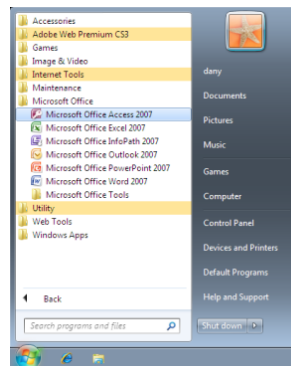 Accessories
Adobe Web Premium CS3
Games
Image & Video
Internet Tools
Maintenance
Microsoft Office
Microsoft Office Access 2007
Microsoft Office Excel 2007
Microsoft Office InfoPath 2007
Microsoft Office Outlook 2007
Microsoft Office PowerPoint 2007
Microsoft Office Word 2007
Microsoft Office Tools
Utility
Web Tools
Windows Apps
Back
Search programs and files
dany
Documents
Pictures
Music
Games
Computer
Control Panel
Devices and Printers
Default Programs
Help and Support
Shut down